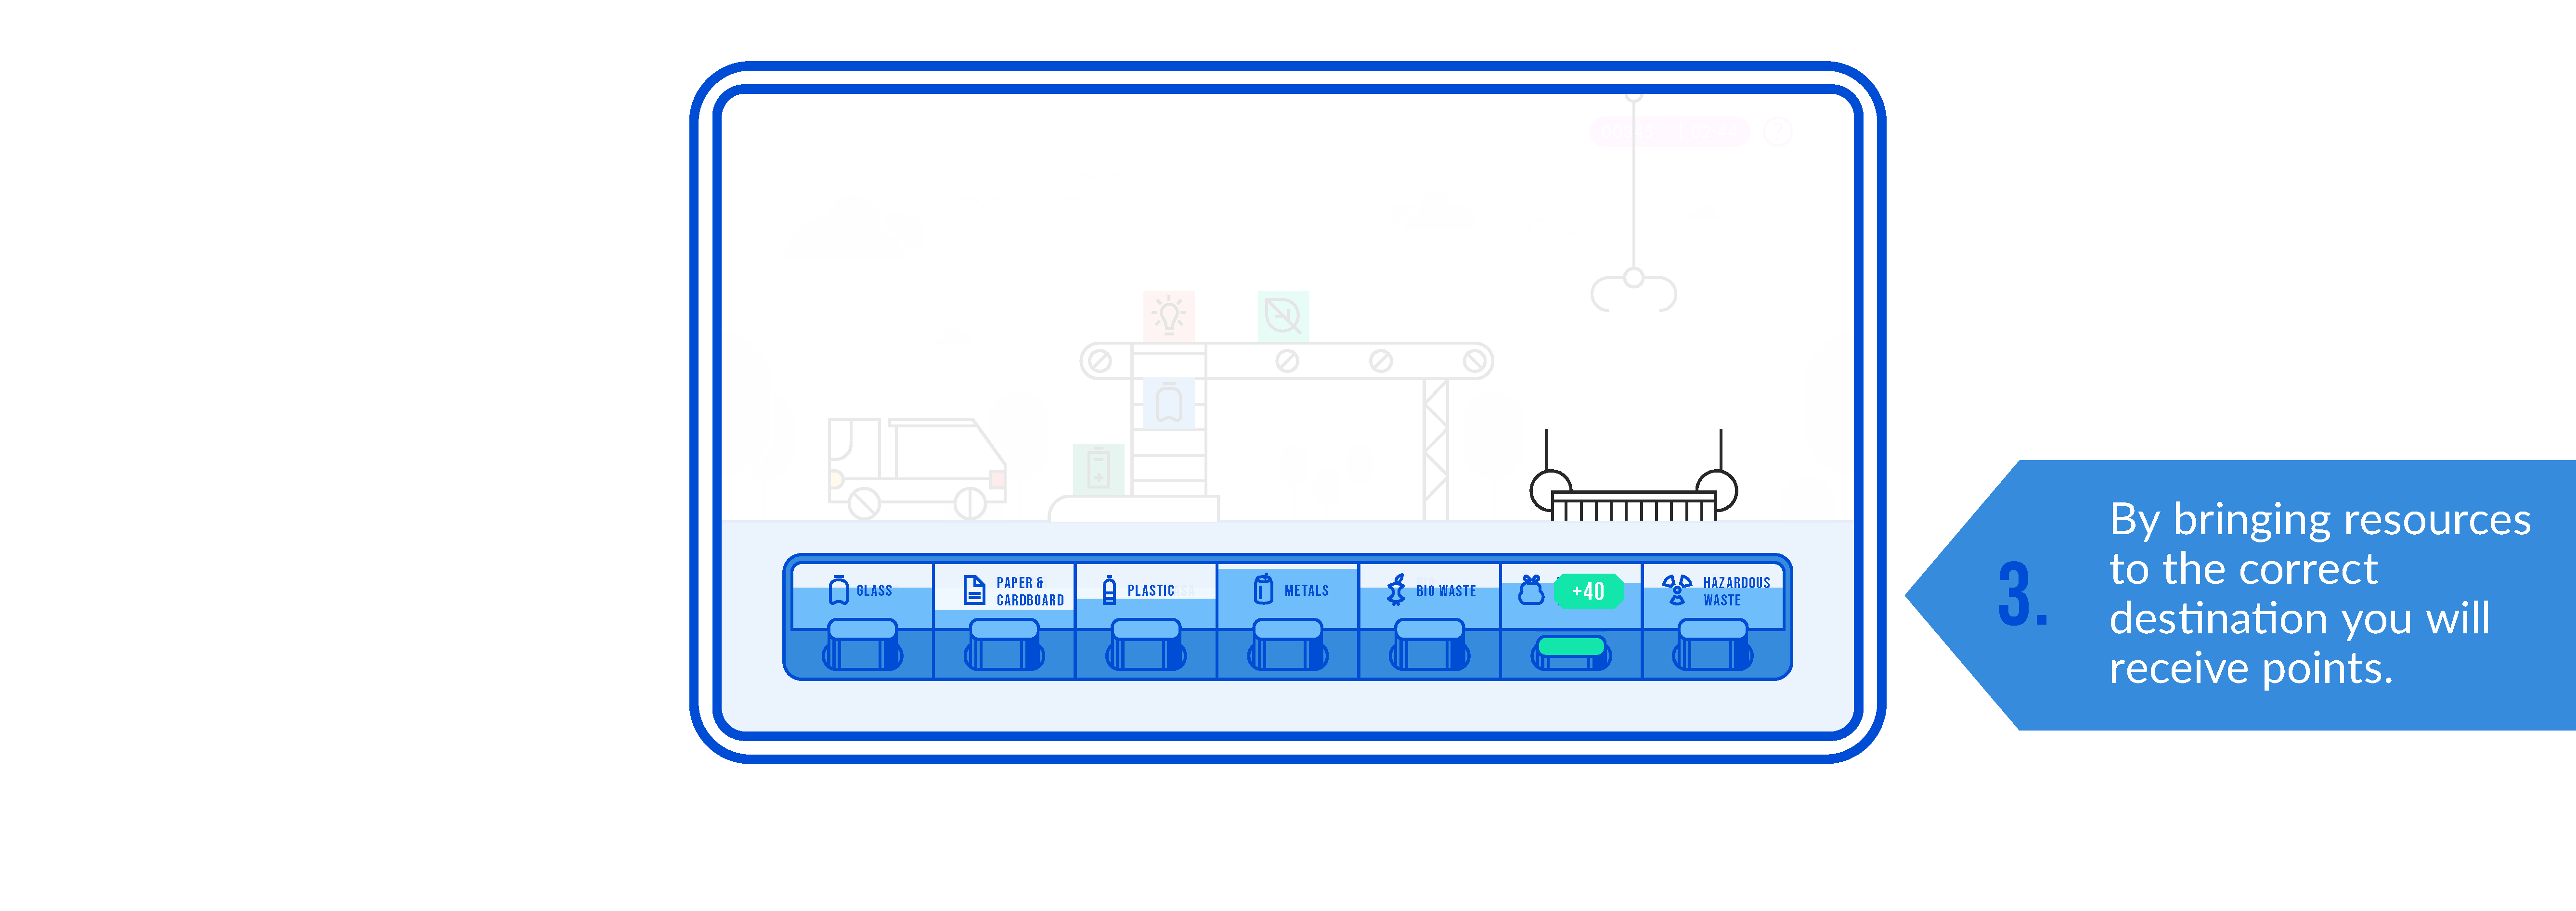 GLASS
PAPER &
CARDBOARD
PLASTIC
METALS
BIO WASTE
+40
HAZARDOUS
WASTE
3.
By bringing resources
to the correct
destination you will
receive points.